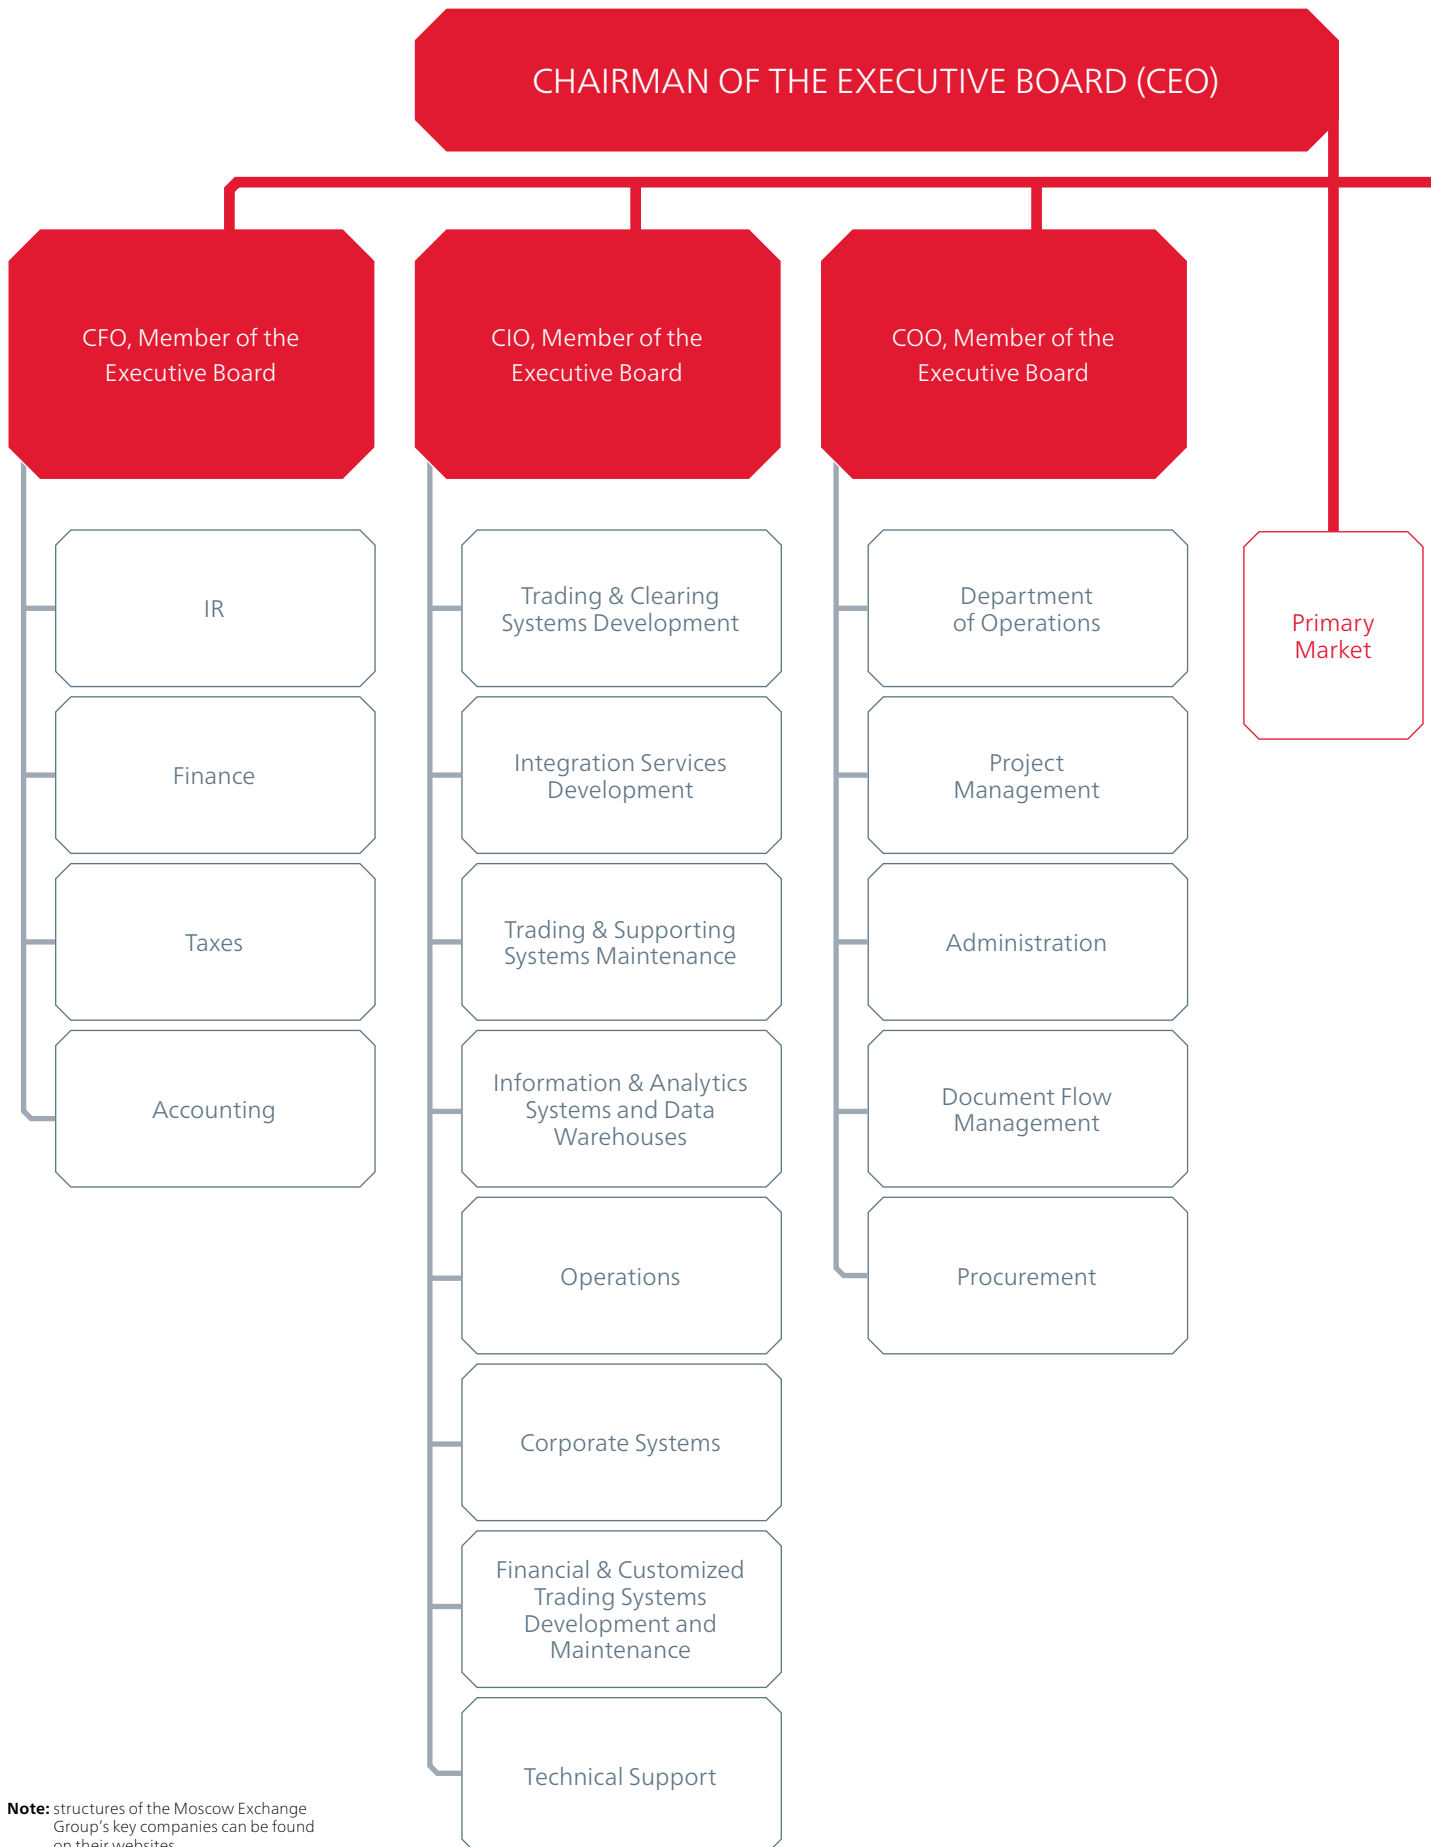 CHAIRMAN OF THE EXECUTIVE BOARD (CEO)
CFO, Member of the
Executive Board
CIO, Member of the
Executive Board
COO, Member of the
Executive Board
IR
Finance
Taxes
Accounting
Trading & Clearing
Systems Development
Integration Services
Development
Trading & Supporting
Systems Maintenance
Information & Analytics
Systems and Data
Warehouses
Operations
Corporate Systems
Financial & Customized
Trading Systems
Development and
Maintenance
Technical Support
Department
of Operations
Project
Management
Administration
Document Flow
Management
Procurement
Primary
Market
Note: structures of the Moscow Exchange
Group's key companies can be found
on their websites